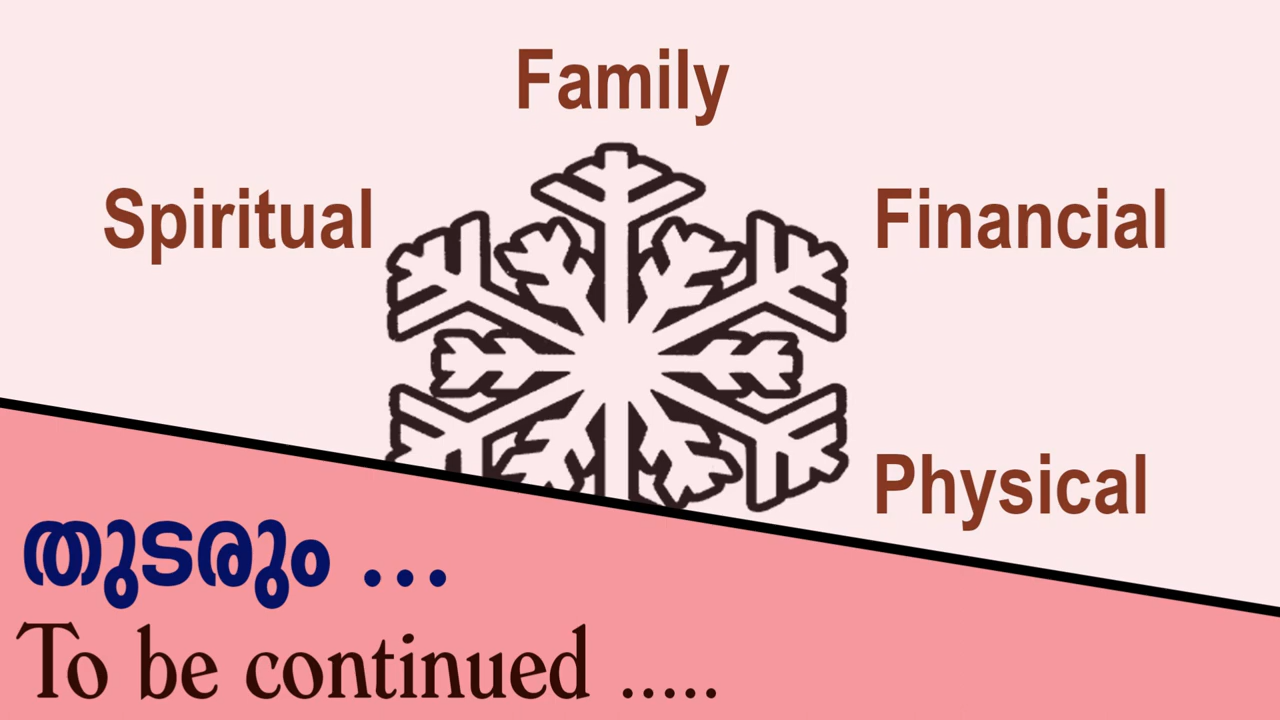 Family
Spiritual
Financial
Physical
തുടരും ...
To be continued .....